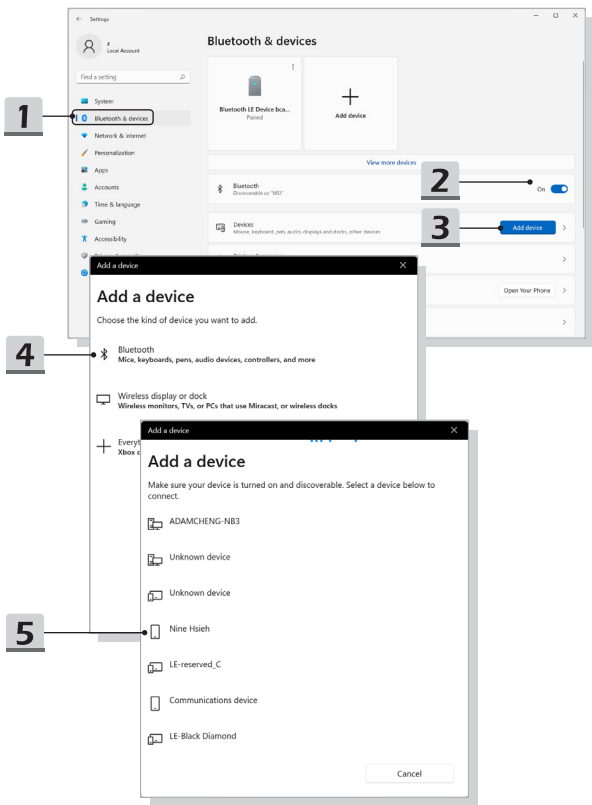 Settings
z
Local Account
Find a setting
System
Bluetooth & devices
Network & internet
Personalization
Apps
Accounts
Time & language
Gaming
Accessibility
Bluetooth & devices
Bluetooth LE Device bca...
Paired
Add device
View more devices
Bluetooth
Discoverable as "MSI"
On
Devices
Mouse, keyboard, pen, audio, displays and docks, other devices
Add device
Open Your Phone
1
2
3
Add a device
Add a device
Choose the kind of device you want to add.
4
Bluetooth
Mice, keyboards, pens, audio devices, controllers, and more
Wireless display or dock
Wireless monitors, TVs, or PCs that use Miracast, or wireless docks
Everyt
Xbox c
Add a device
Add a device
Make sure your device is turned on and discoverable. Select a device below to
connect.
ADAMCHENG-NB3
Unknown device
Unknown device
5
Nine Hsieh
LE-reserved_C
Communications device
LE-Black Diamond
Cancel